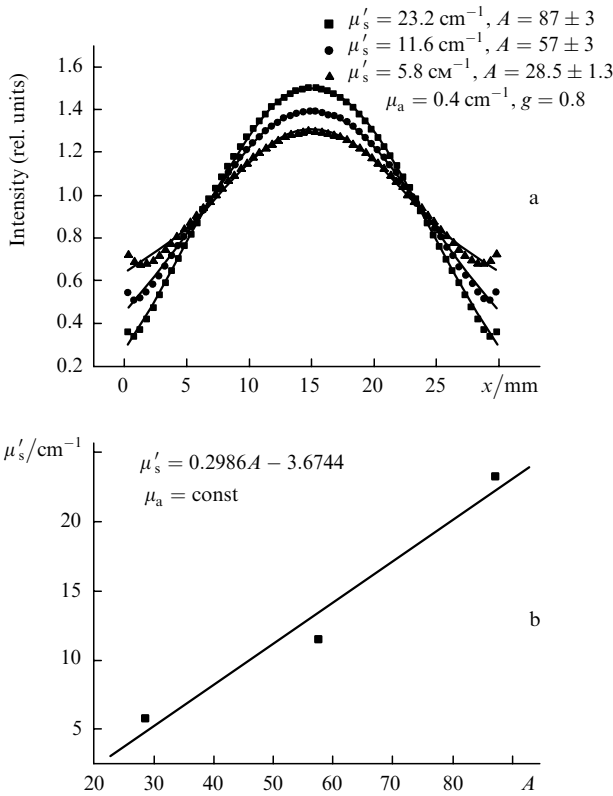 ■ μ′s = 23.2 cm−1, A = 87 ± 3
● μ′s = 11.6 cm−1, A = 57 ± 3
▲ μ′s = 5.8 см−1, A = 28.5 ± 1.3
μa = 0.4 cm−1, g = 0.8
Intensity (rel. units)
1.6
1.4
1.2
1.0
0.8
0.6
0.4
0.2
a
0 5 10 15 20 25 x/mm
μ′s/cm−1
μ′s = 0.2986A − 3.6744
μa = const
20
15
10
5
b
20 30 40 50 60 70 80 A